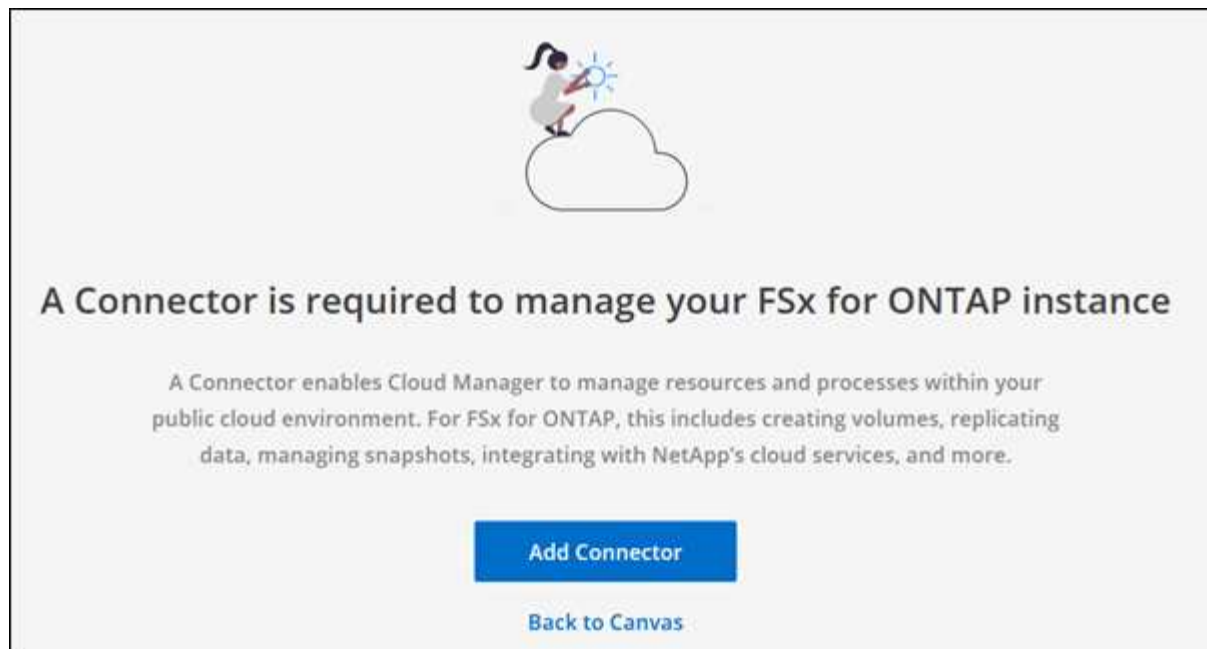 A Connector is required to manage your FSx for ONTAP instance
A Connector enables Cloud Manager to manage resources and processes within your
public cloud environment. For FSx for ONTAP, this includes creating volumes, replicating
data, managing snapshots, integrating with NetApp's cloud services, and more.
Add Connector
Back to Canvas